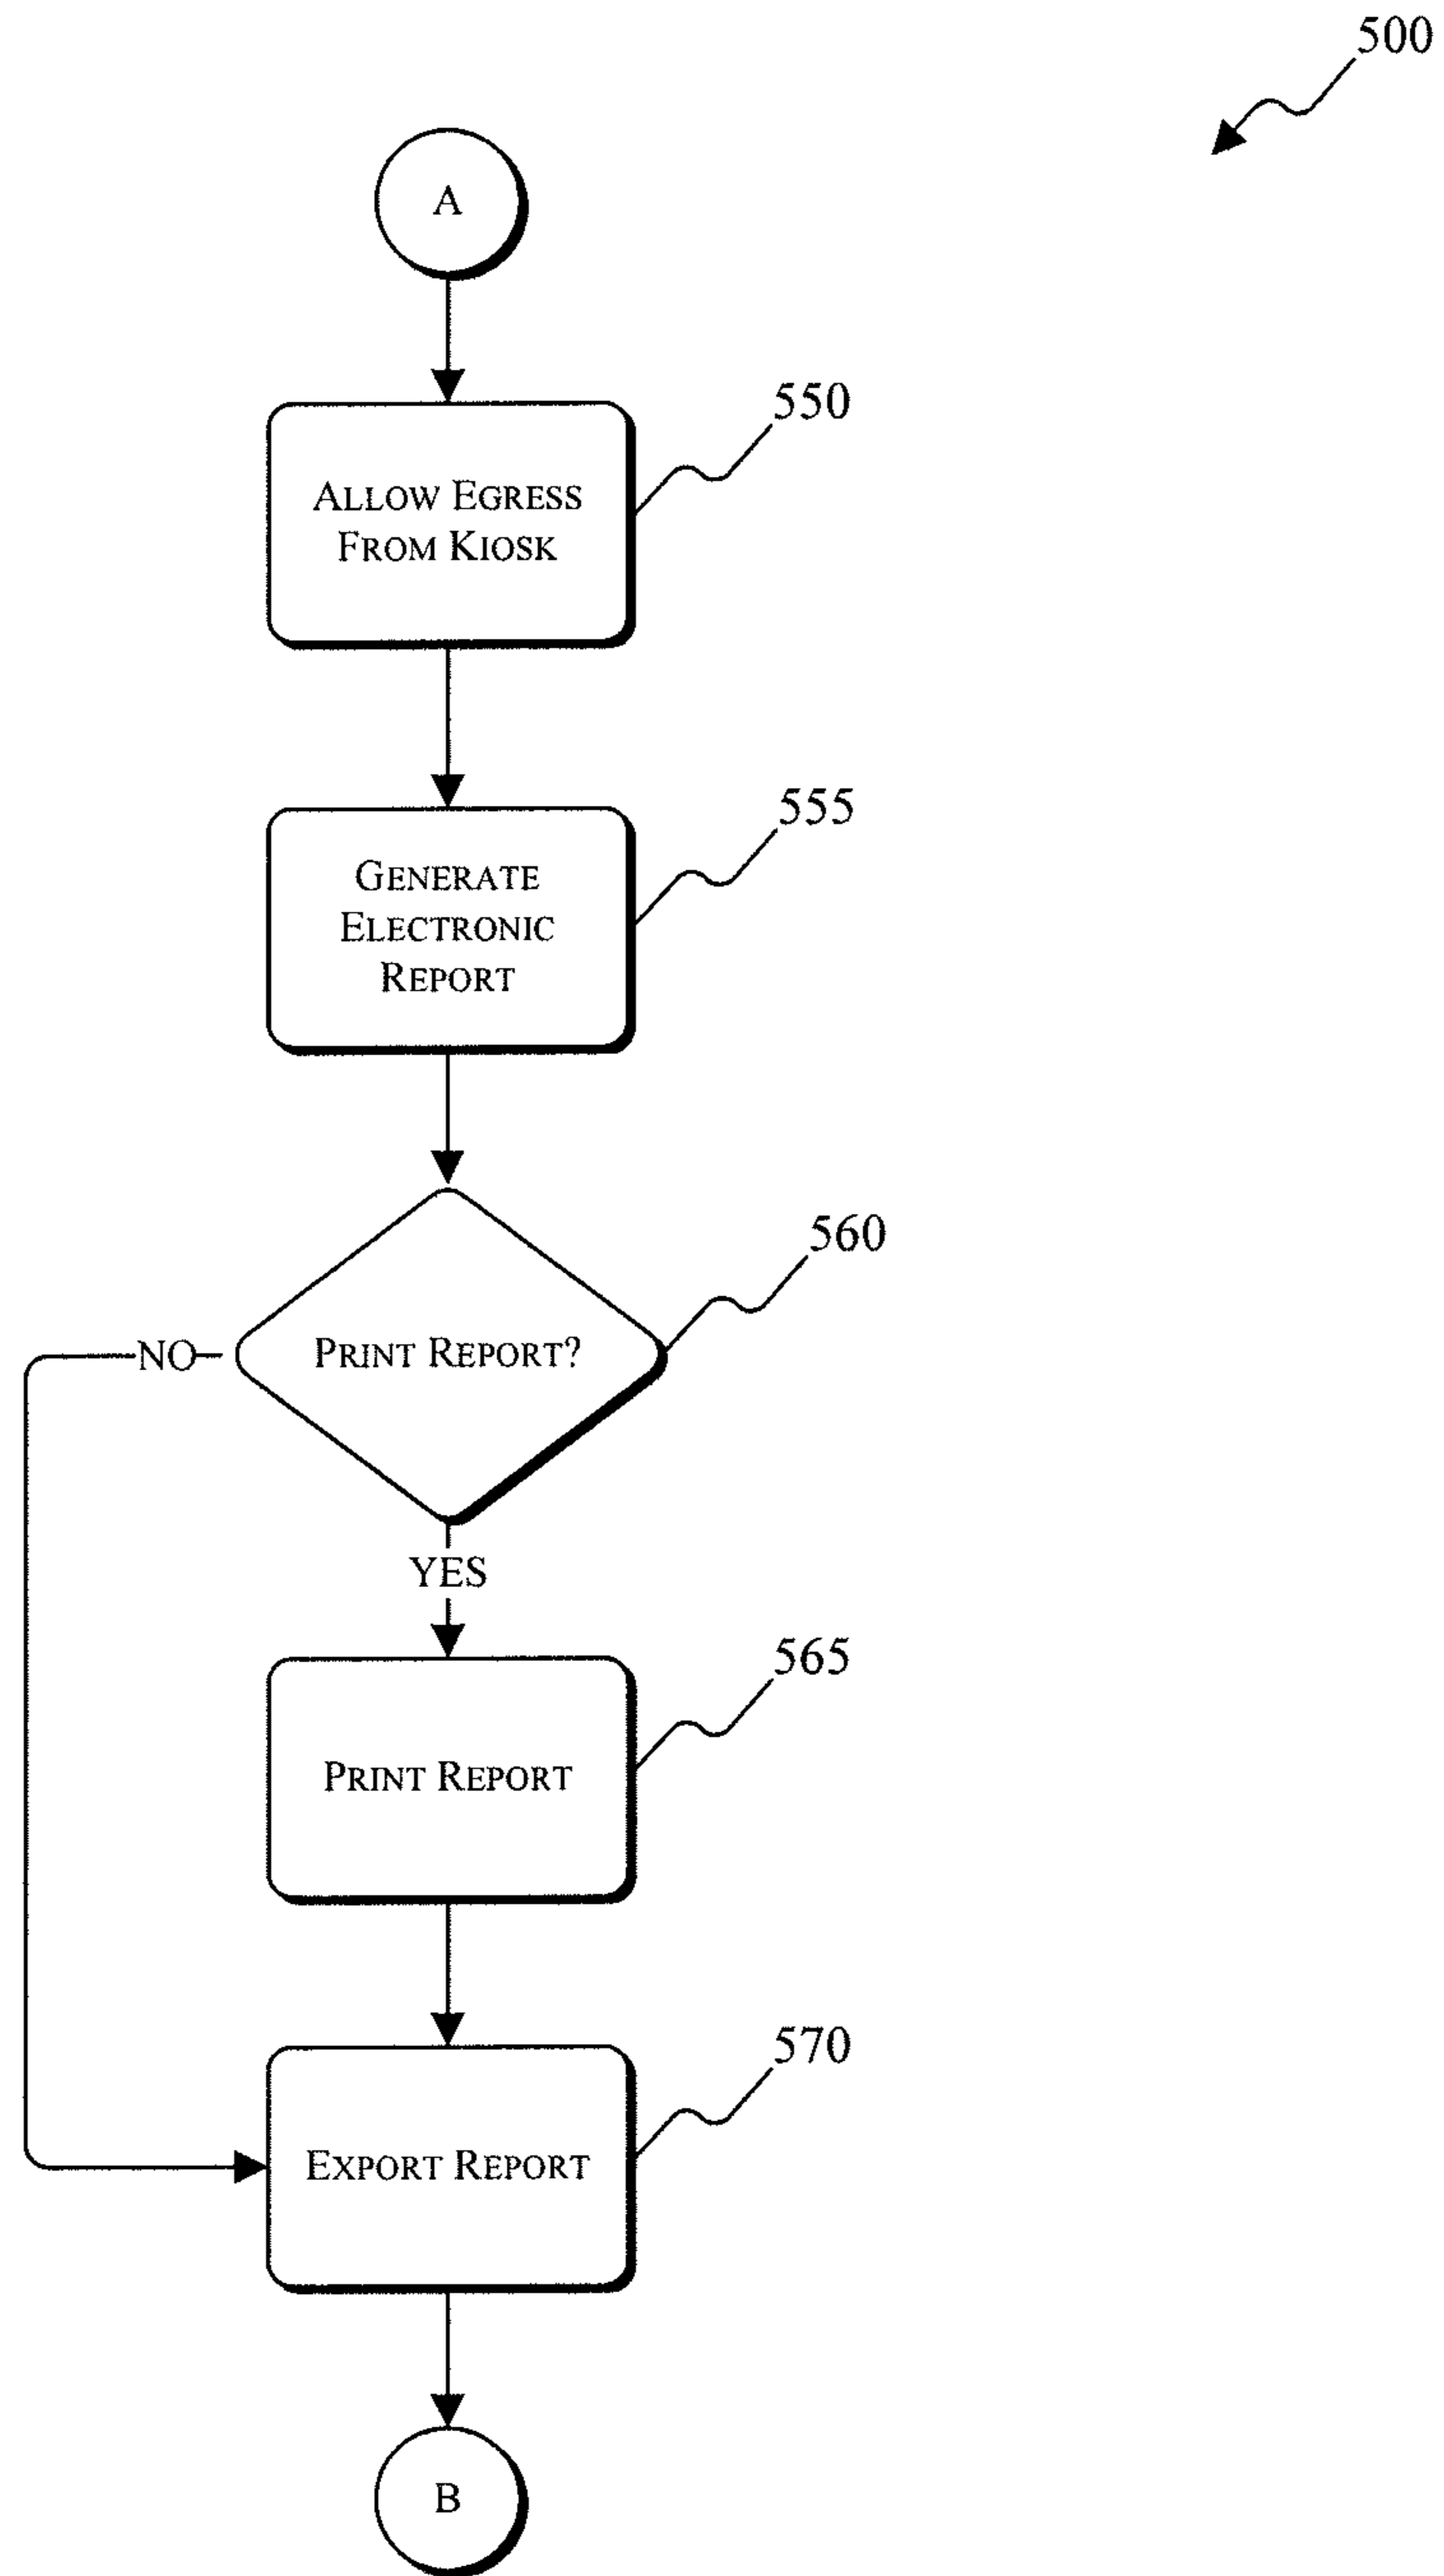 500
A
550
ALLOW EGRESS
FROM KIOSK
555
GENERATE
ELECTRONIC
REPORT
560
NO
PRINT REPORT?
YES
565
PRINT REPORT
570
EXPORT REPORT
B